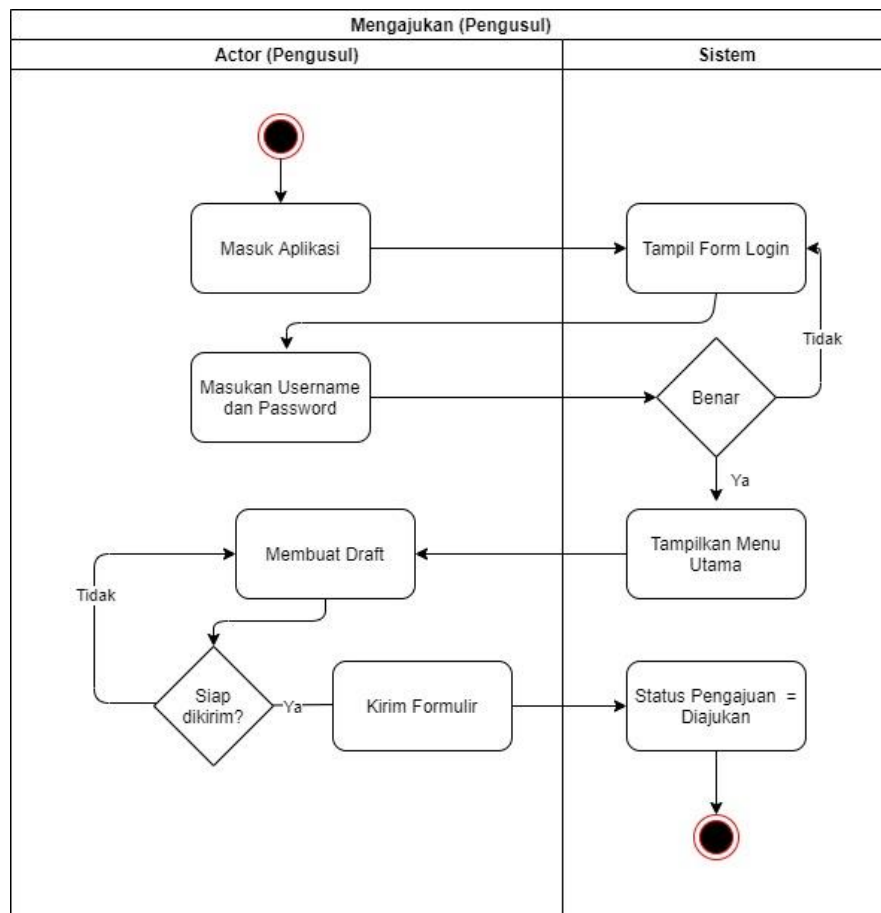 Mengajukan (Pengusul)
Actor (Pengusul)
Sistem
Masuk Aplikasi
Tampil Form Login
Tidak
Masukan Username
dan Password
Benar
Ya
Membuat Draft
Tampilkan Menu
Utama
Tidak
Siap
dikirim?
Ya
Kirim Formulir
Status Pengajuan =
Diajukan